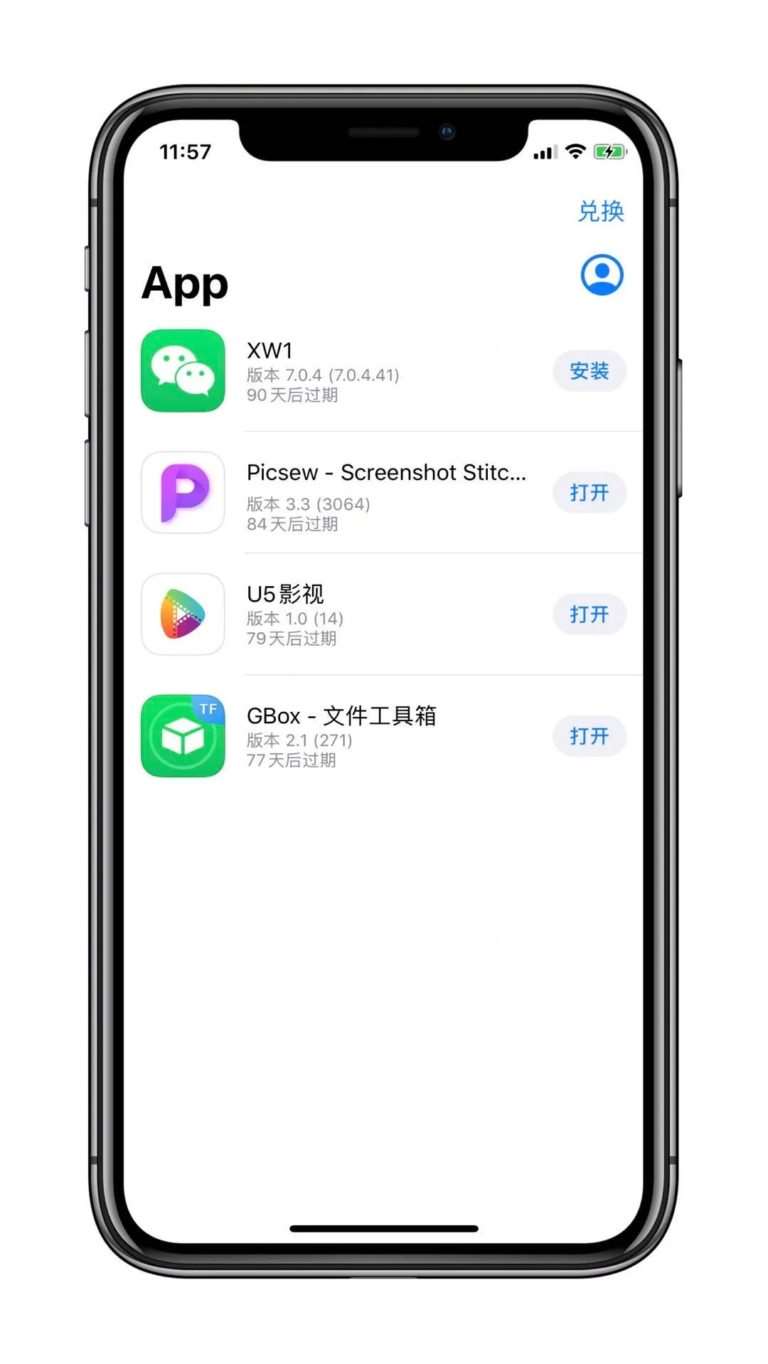 11:57
兑换
App
XW1
版本 7.0.4 (7.0.4.41)
90 天后过期
安装
Picsew - Screenshot Stitc...
版本 3.3 (3064)
84 天后过期
打开
U5影视
版本 1.0 (14)
79 天后过期
打开
TF
GBox - 文件工具箱
版本 2.1 (271)
77 天后过期
打开